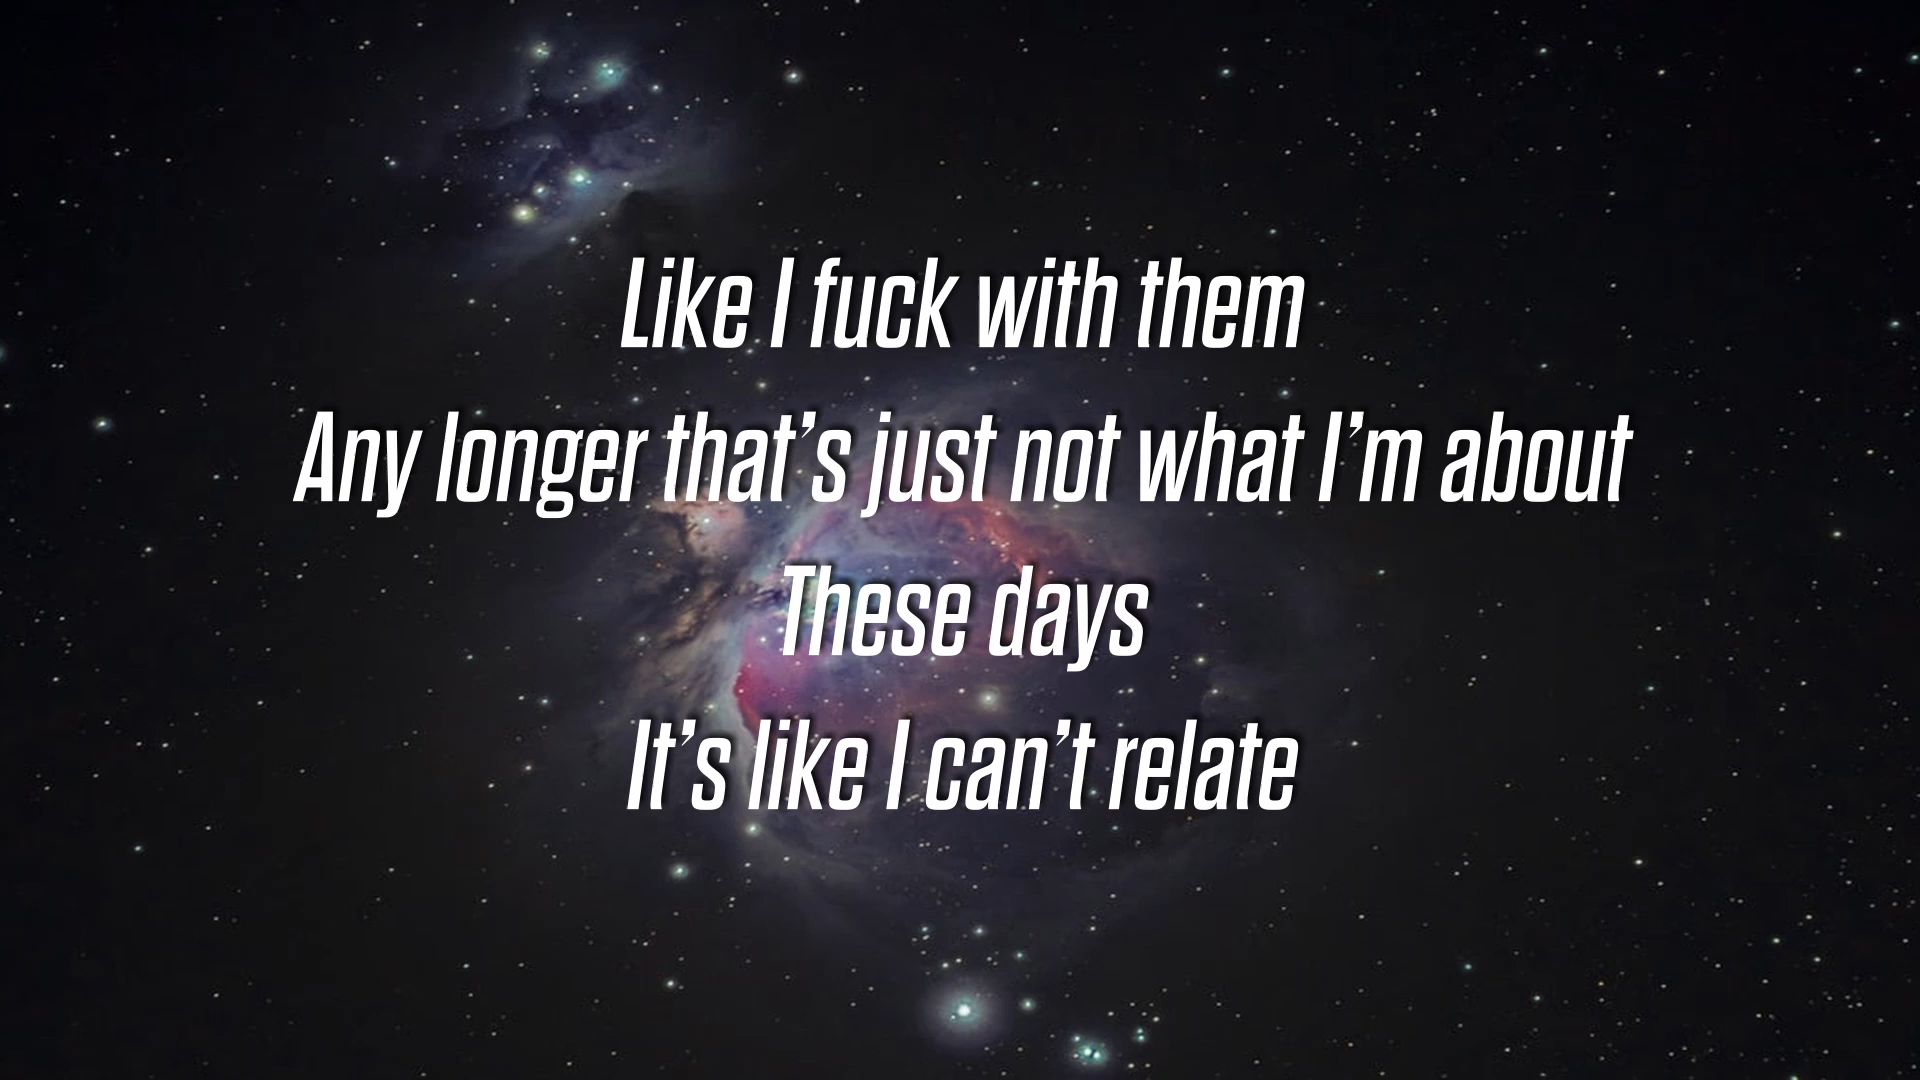 Like I fuck with them
Any longer that’s just not what I’m about
These days
It’s like I can’t relate